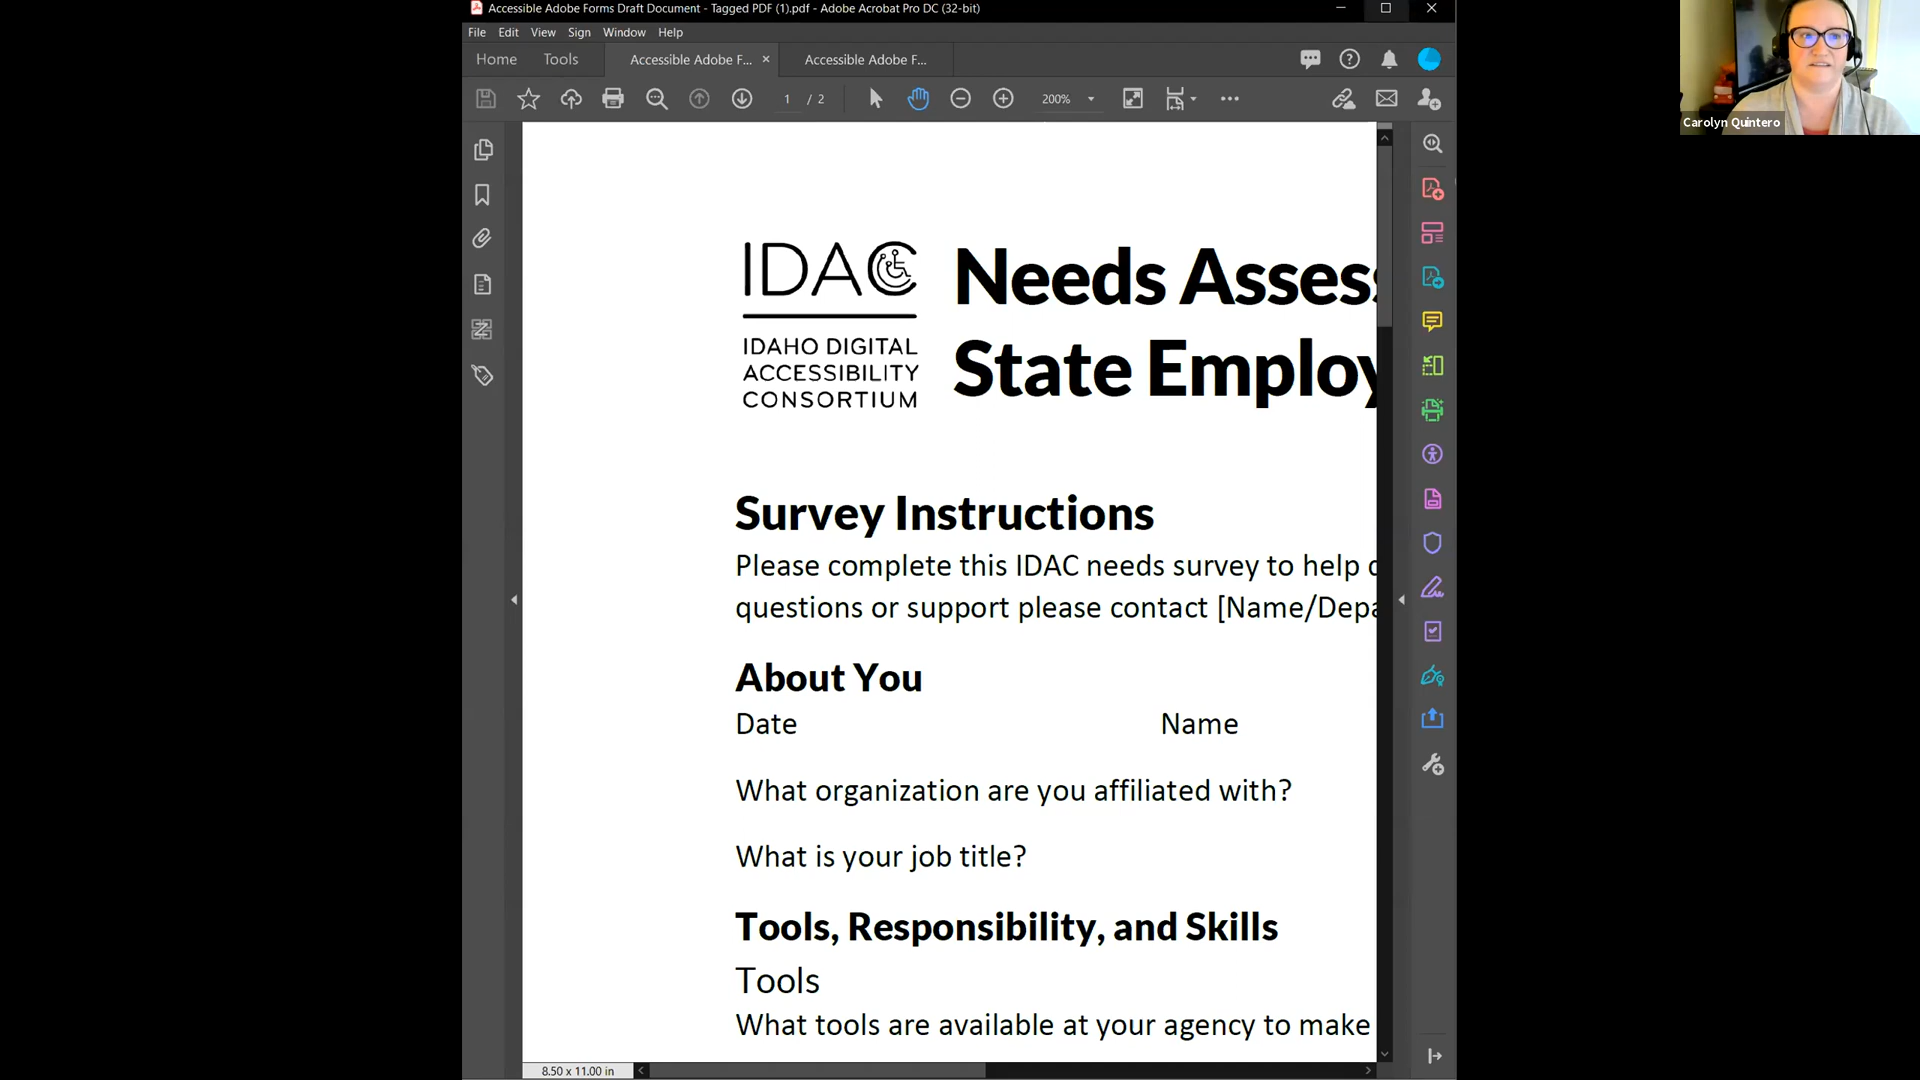 Accessible Adobe Forms Draft Document - Tagged PDF (1).pdf - Adobe Acrobat Pro DC (32-bit)
File Edit View Sign Window Help
Home Tools Accessible Adobe F... × Accessible Adobe F...
1 / 2 200%
IDAC
IDAHO DIGITAL
ACCESSIBILITY
CONSORTIUM
Needs Assess
State Employ
Survey Instructions
Please complete this IDAC needs survey to help
questions or support please contact [Name/Depa
About You
Date Name
What organization are you affiliated with?
What is your job title?
Tools, Responsibility, and Skills
Tools
What tools are available at your agency to make
8.50 x 11.00 in
Carolyn Quintero